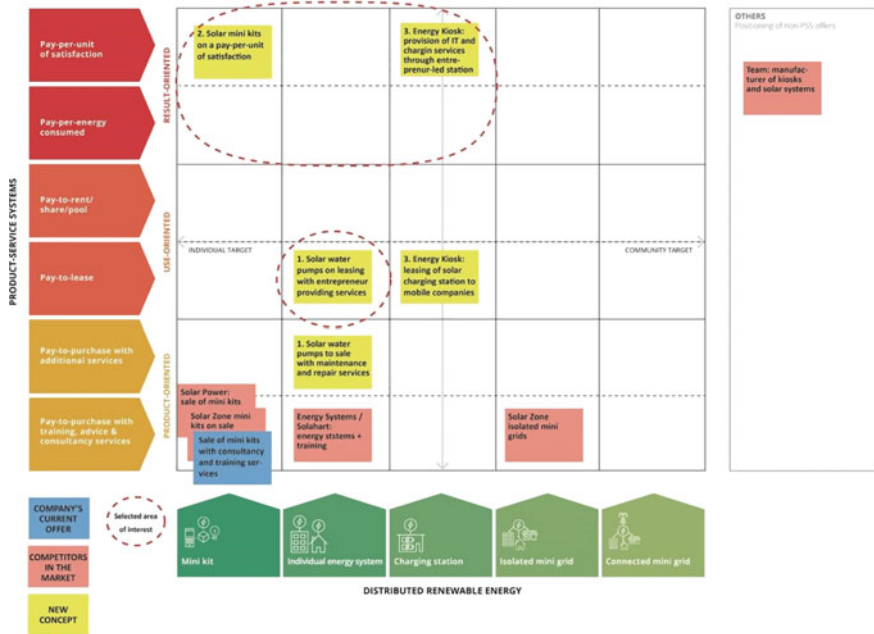 OTHERS
Positioning of non-PSS offers
Team: manufac-
turer of kiosks
and solar systems
PRODUCT-SERVICE SYSTEMS
Pay-per-unit
of satisfaction
Pay-per-energy
consumed
Pay-to-rent/
share/pool
Pay-to-lease
Pay-to-purchase with
additional services
Pay-to-purchase with
training, advice &
consultancy services
RESULT-ORIENTED
USE-ORIENTED
PRODUCT-ORIENTED
2. Solar mini kits
on a pay-per-unit
of satisfaction
3. Energy Kiosk:
provision of IT and
chargin services
through entre-
prenur-led station
INDIVIDUAL TARGET
COMMUNITY TARGET
1. Solar water
pumps on leasing
with entrepreneur
providing services
3. Energy Kiosk:
leasing of solar
charging station to
mobile companies
1. Solar water
pumps to sale
with maintenance
and repair services
Solar Power:
sale of mini kits
Solar Zone mini
kits on sale
Sale of mini kits
with consultancy
and training ser-
vices
Energy Systems /
Solahart:
energy ststems +
training
Solar Zone
isolated mini
grids
COMPANY'S
CURRENT
OFFER
COMPETITORS
IN THE
MARKET
NEW
CONCEPT
Selected area
of interest
Mini kit
Individual energy system
Charging station
Isolated mini grid
Connected mini grid
DISTRIBUTED RENEWABLE ENERGY